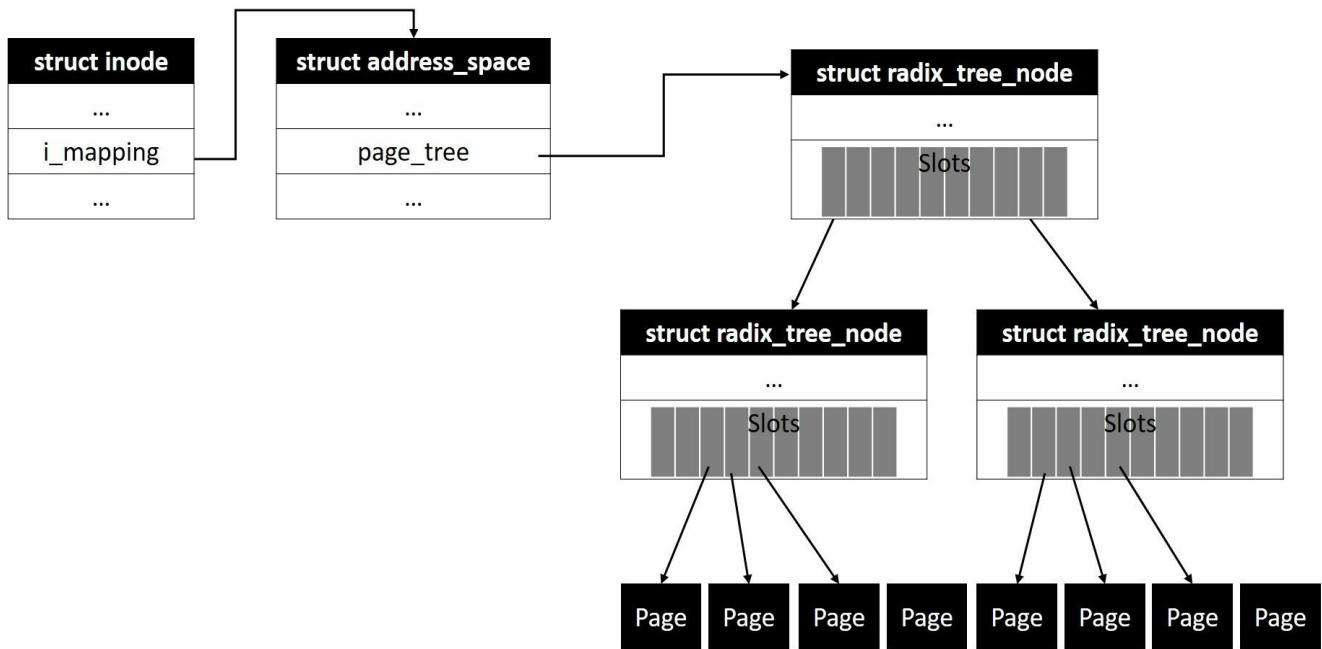 struct inode
...
i_mapping
...
struct address_space
...
page_tree
...
struct radix_tree_node
...
Slots
struct radix_tree_node
...
Slots
struct radix_tree_node
...
Slots
Page Page Page Page Page Page Page Page